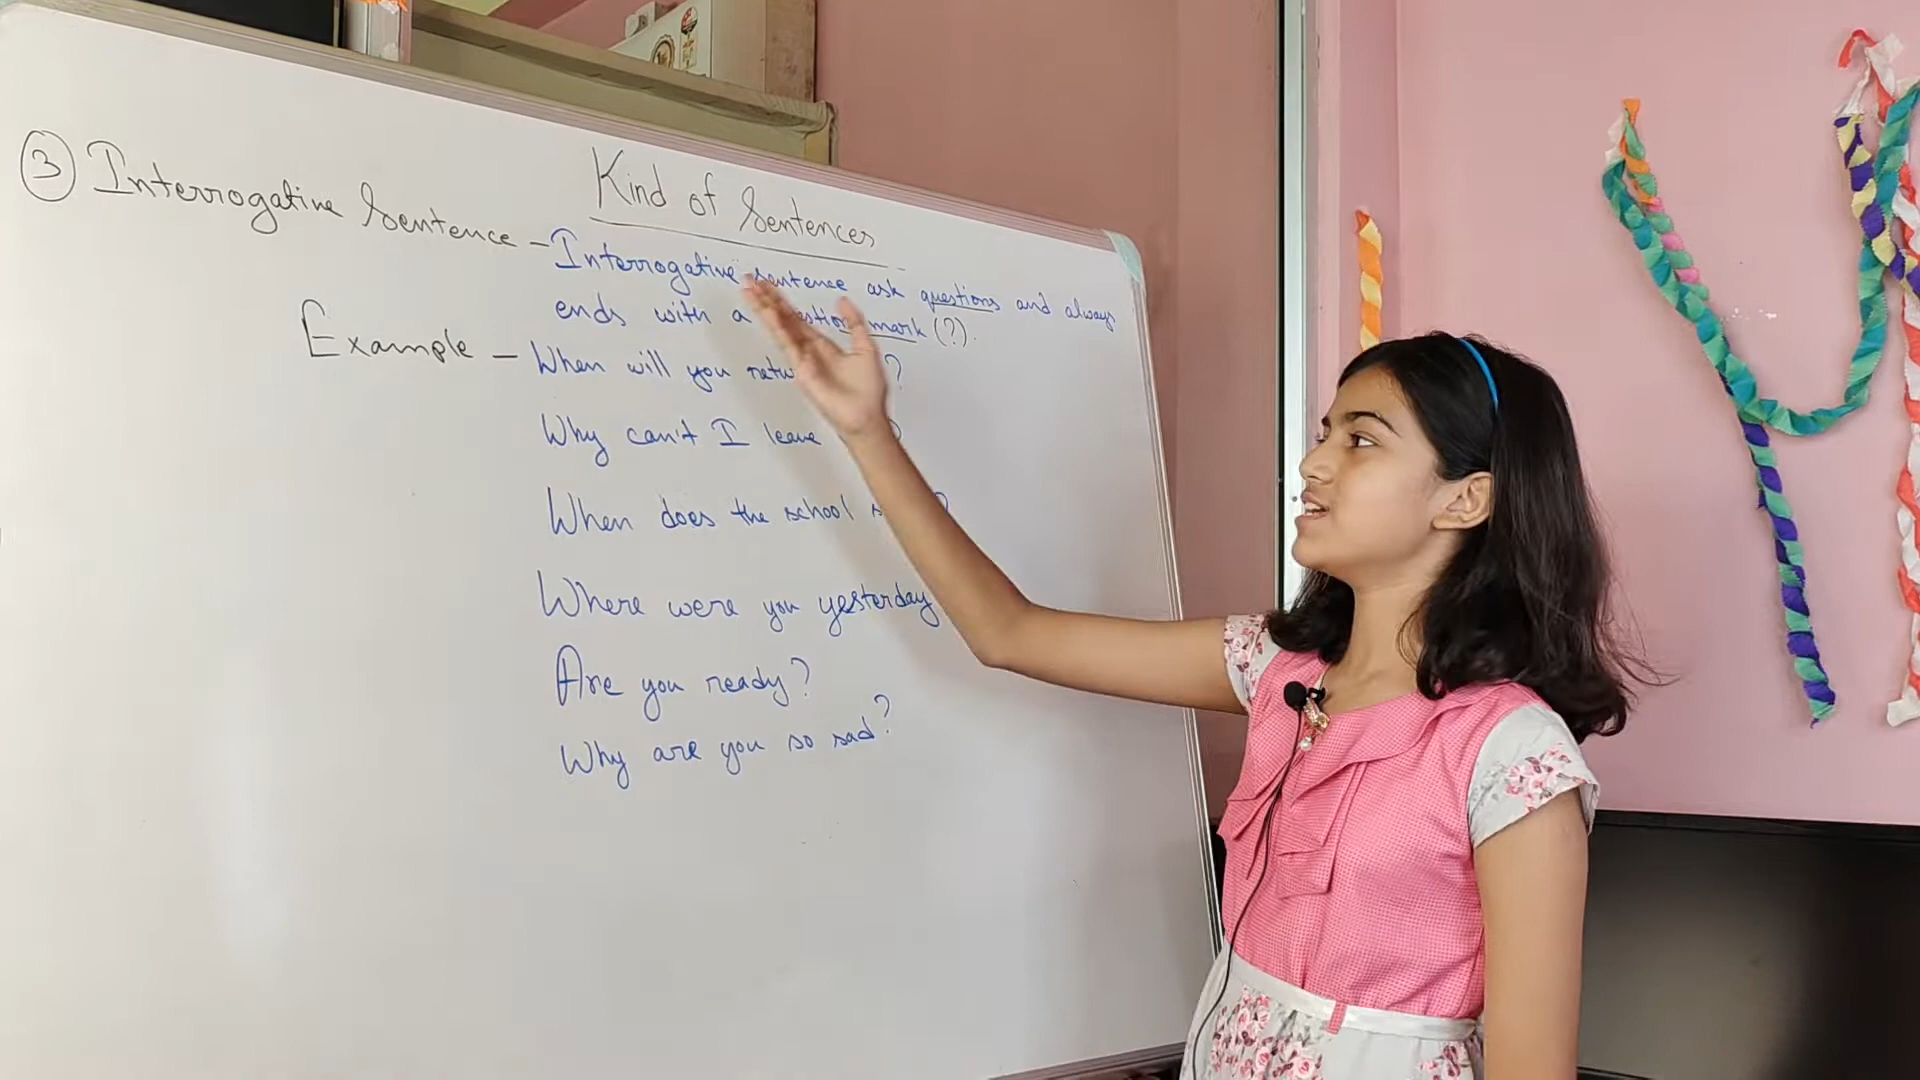 Kind of Sentences
③ Interrogative Sentence - Interrogative sentence ask questions and always
ends with a question mark (?).
Example - When will you ?
Why can't I leave ?
When does the school ?
Where were you yesterday
Are you ready?
Why are you so sad?